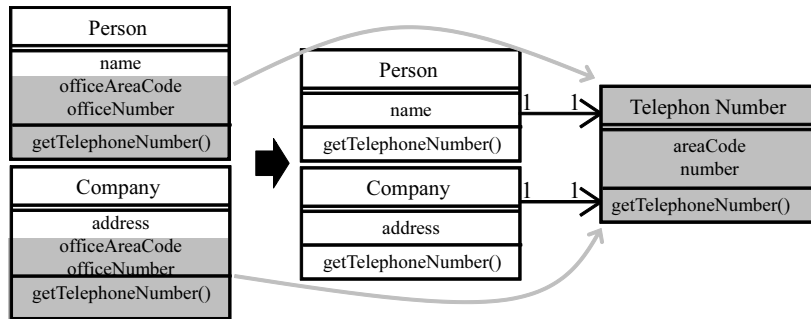 Person
name
officeAreaCode
officeNumber
getTelephoneNumber()
Company
address
officeAreaCode
officeNumber
getTelephoneNumber()
Person
name
getTelephoneNumber()
Company
address
getTelephoneNumber()
1 1
1 1
Telephon Number
areaCode
number
getTelephoneNumber()